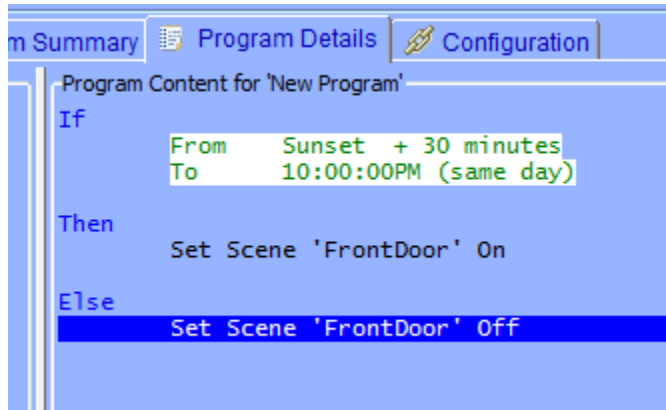 m Summary Program Details Configuration
Program Content for 'New Program'
If
From Sunset + 30 minutes
To 10:00:00PM (same day)
Then
Set Scene 'FrontDoor' On
Else
Set Scene 'FrontDoor' Off